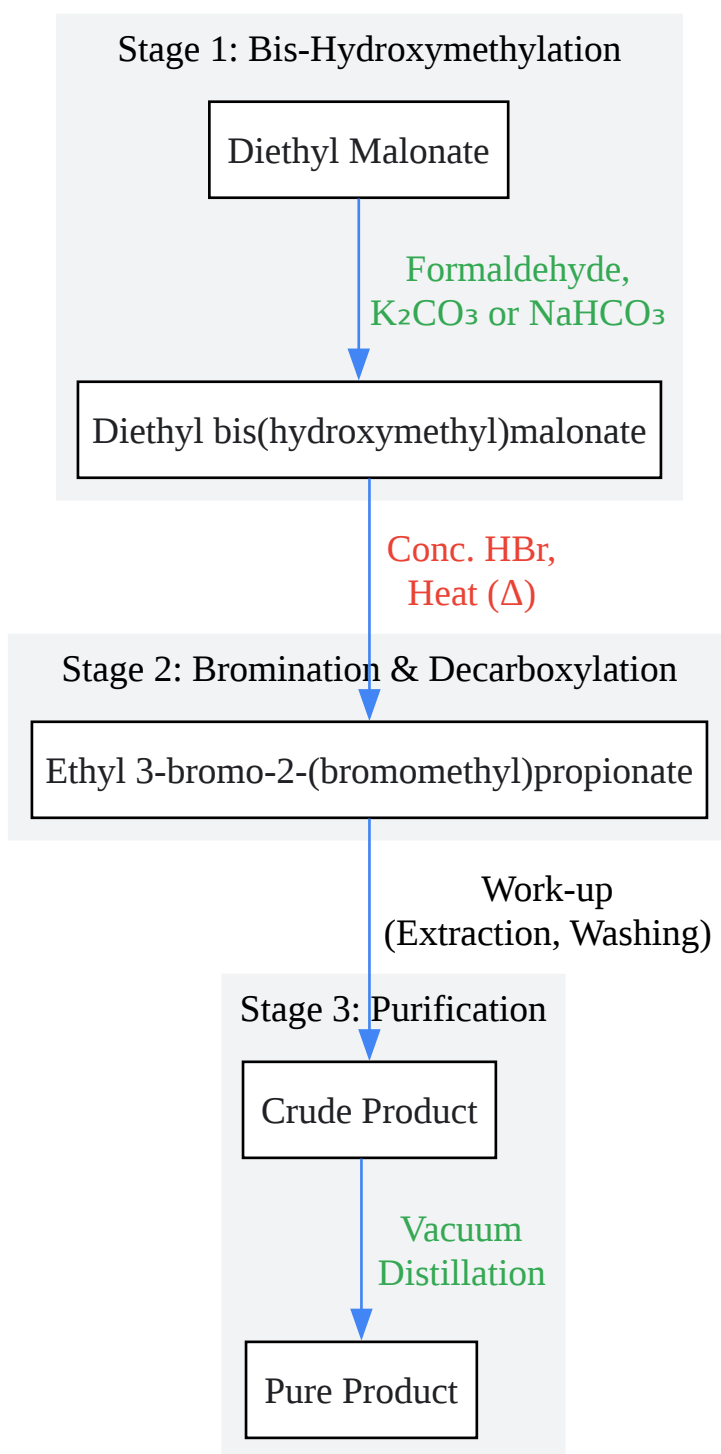 Stage 1: Bis-Hydroxymethylation
Diethyl Malonate
Formaldehyde,
K₂CO₃ or NaHCO₃
Diethyl bis(hydroxymethyl)malonate
Conc. HBr,
Heat (Δ)
Stage 2: Bromination & Decarboxylation
Ethyl 3-bromo-2-(bromomethyl)propionate
Work-up
(Extraction, Washing)
Stage 3: Purification
Crude Product
Vacuum
Distillation
Pure Product